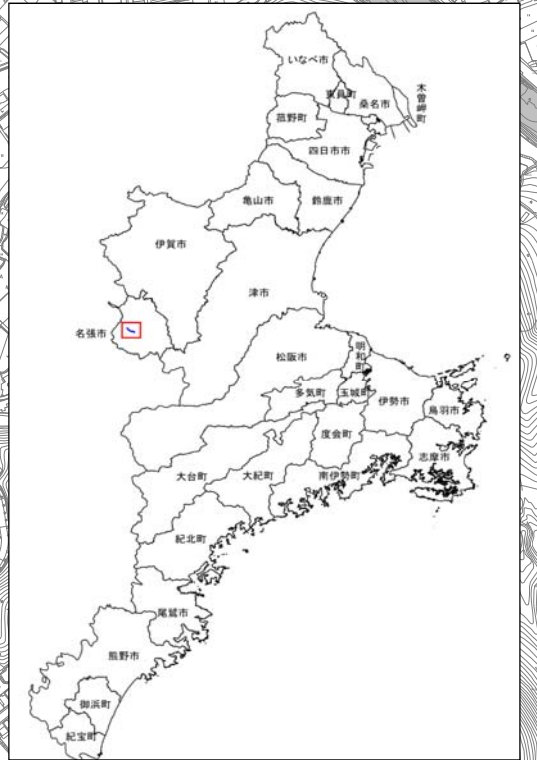 いなべ市
東員町
桑名市
木曽岬町
菰野町
四日市市
亀山市
鈴鹿市
伊賀市
津市
名張市
松阪市
明和町
多気町
玉城町
伊勢市
鳥羽市
度会町
志摩市
大台町
大紀町
南伊勢町
紀北町
尾鷲市
熊野市
御浜町
紀宝町